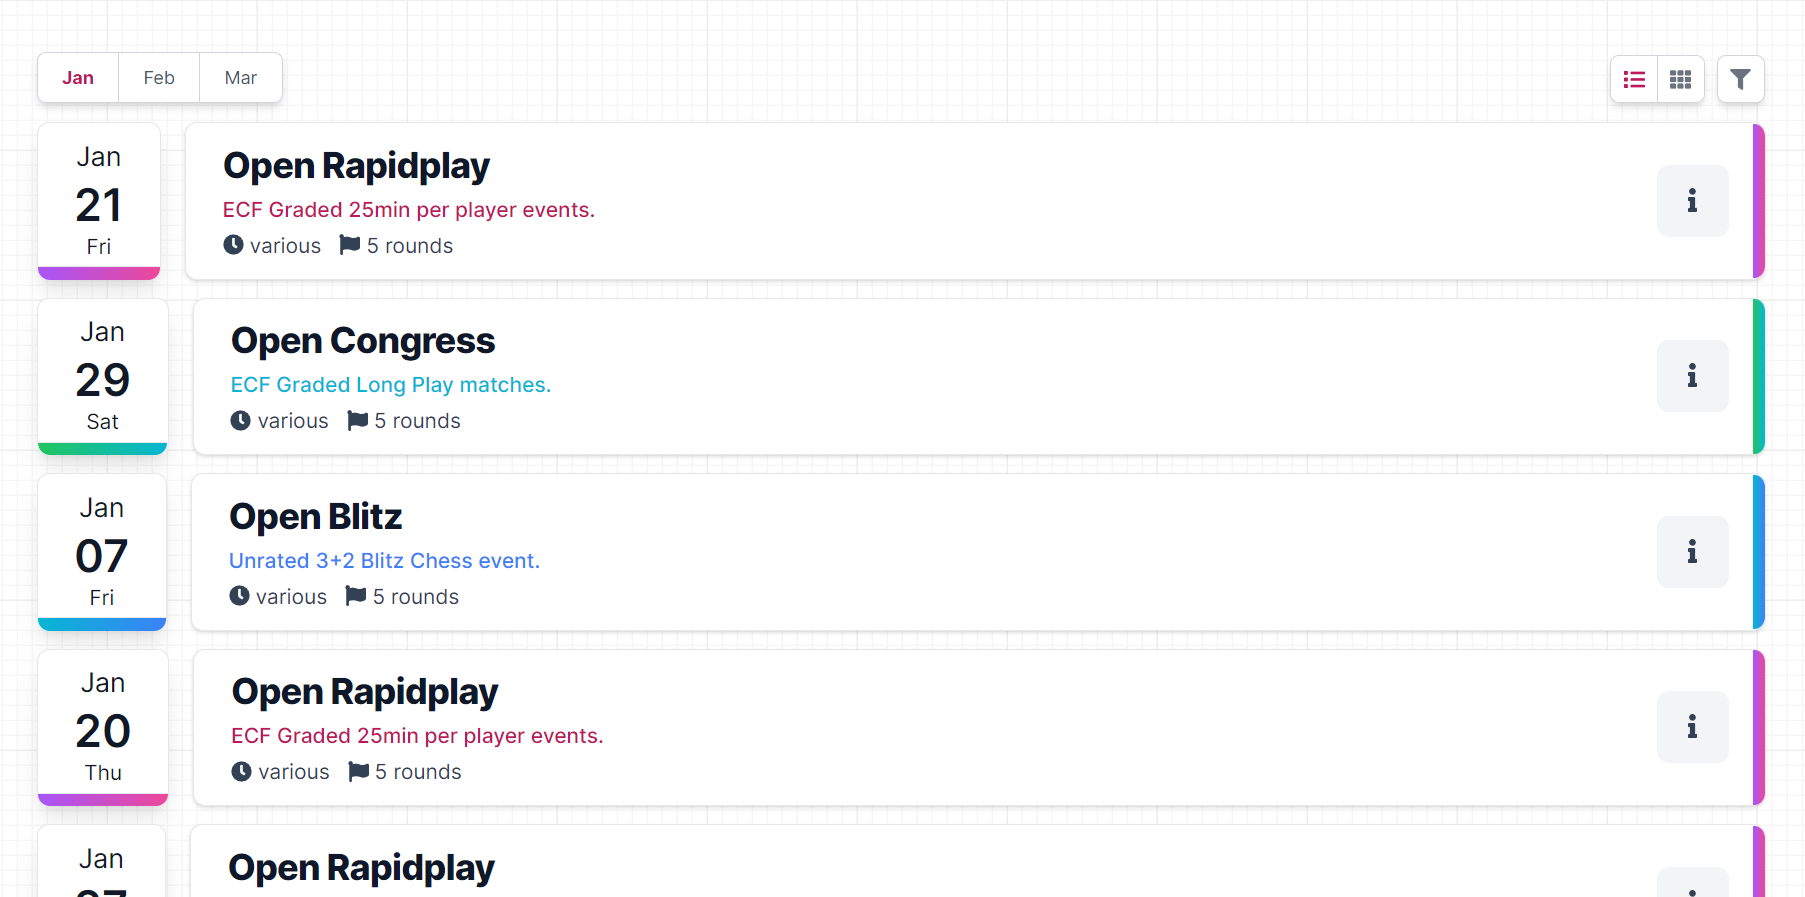 Jan Feb Mar
Jan
21
Fri
Open Rapidplay
ECF Graded 25min per player events.
various 5 rounds
Jan
29
Sat
Open Congress
ECF Graded Long Play matches.
various 5 rounds
Jan
07
Fri
Open Blitz
Unrated 3+2 Blitz Chess event.
various 5 rounds
Jan
20
Thu
Open Rapidplay
ECF Graded 25min per player events.
various 5 rounds
Jan
Open Rapidplay